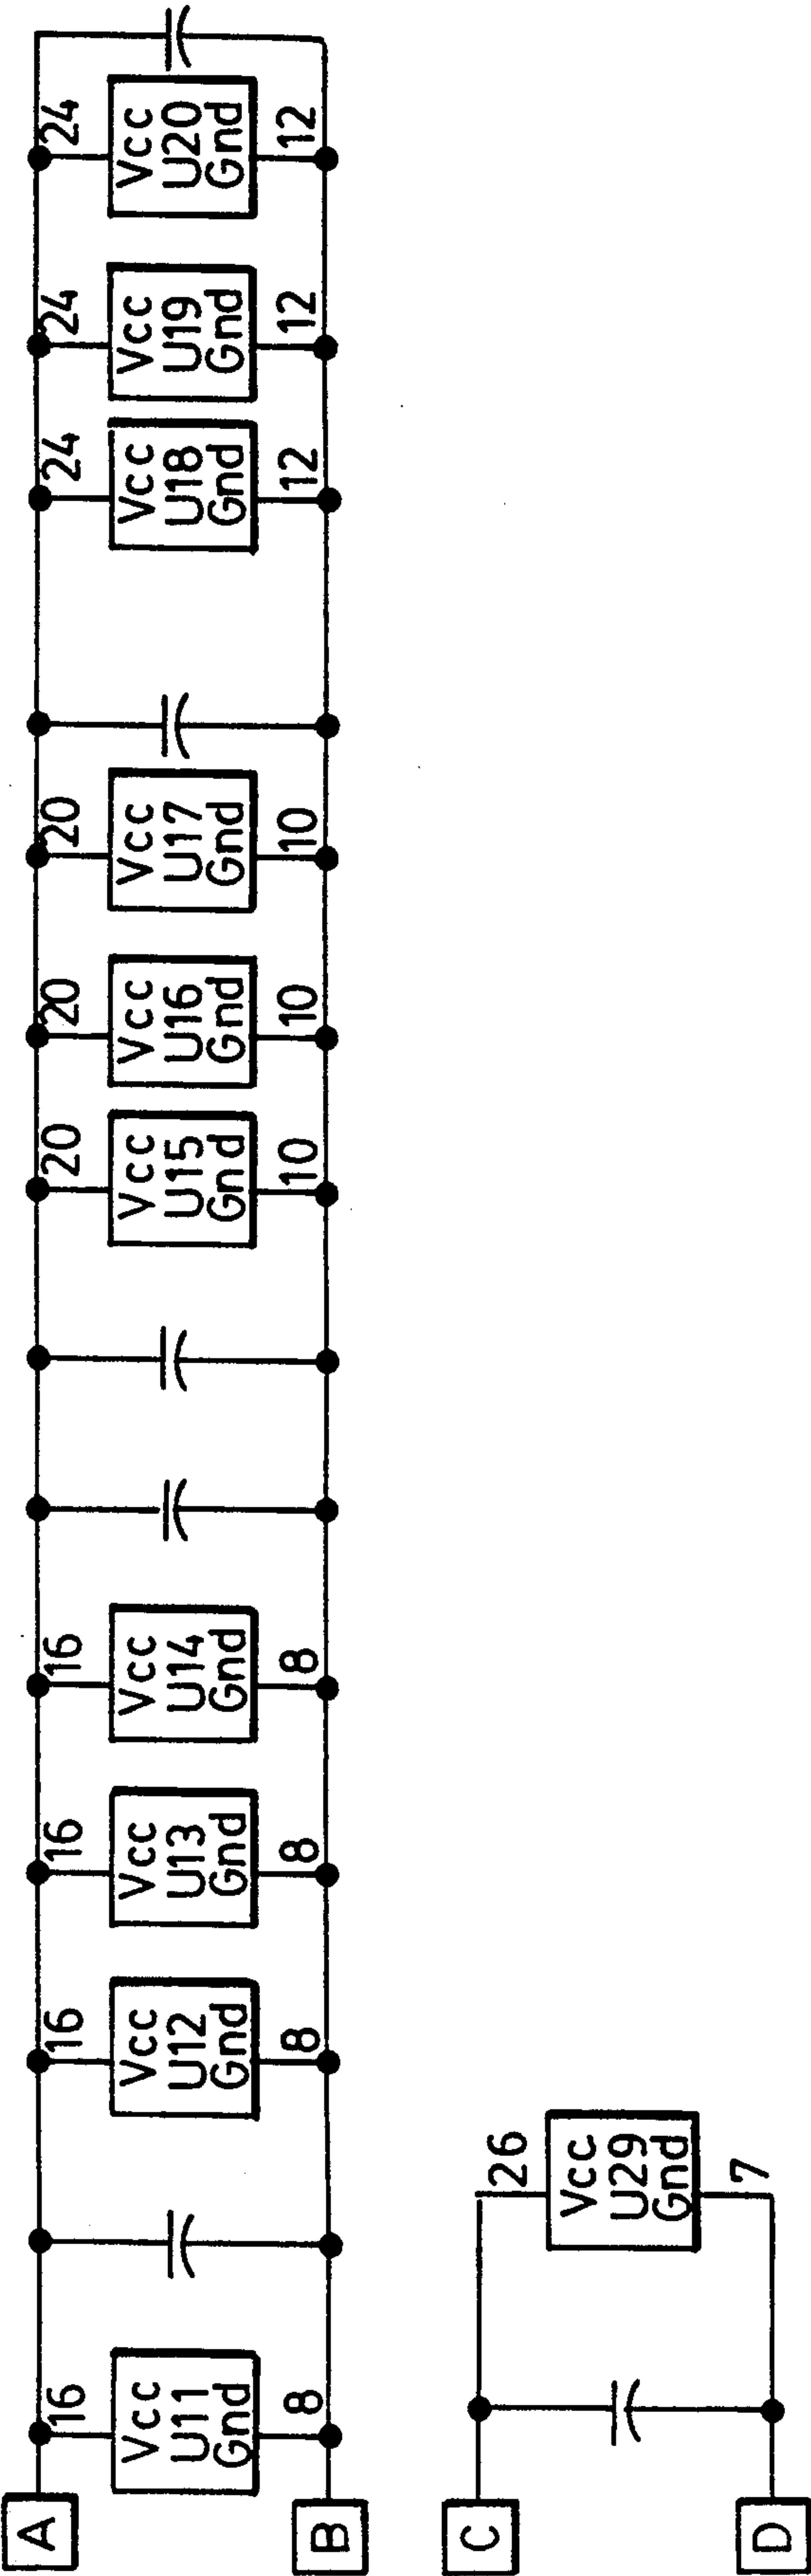 A
16
Vcc
U11
Gnd
8
16
Vcc
U12
Gnd
8
16
Vcc
U13
Gnd
8
16
Vcc
U14
Gnd
8
20
Vcc
U15
Gnd
10
20
Vcc
U16
Gnd
10
20
Vcc
U17
Gnd
10
24
Vcc
U18
Gnd
12
24
Vcc
U19
Gnd
12
24
Vcc
U20
Gnd
12
B
C
26
Vcc
U29
Gnd
7
D